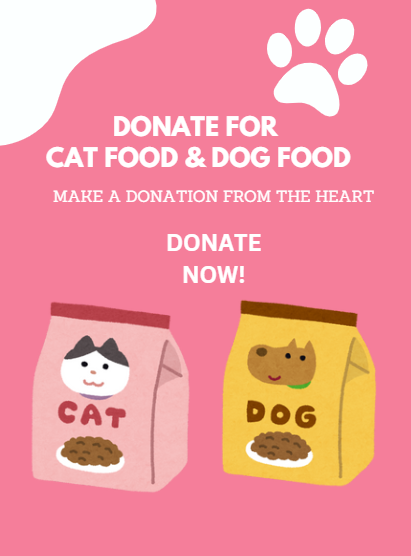 DONATE FOR
CAT FOOD & DOG FOOD
MAKE A DONATION FROM THE HEART
DONATE
NOW!
CAT
DOG